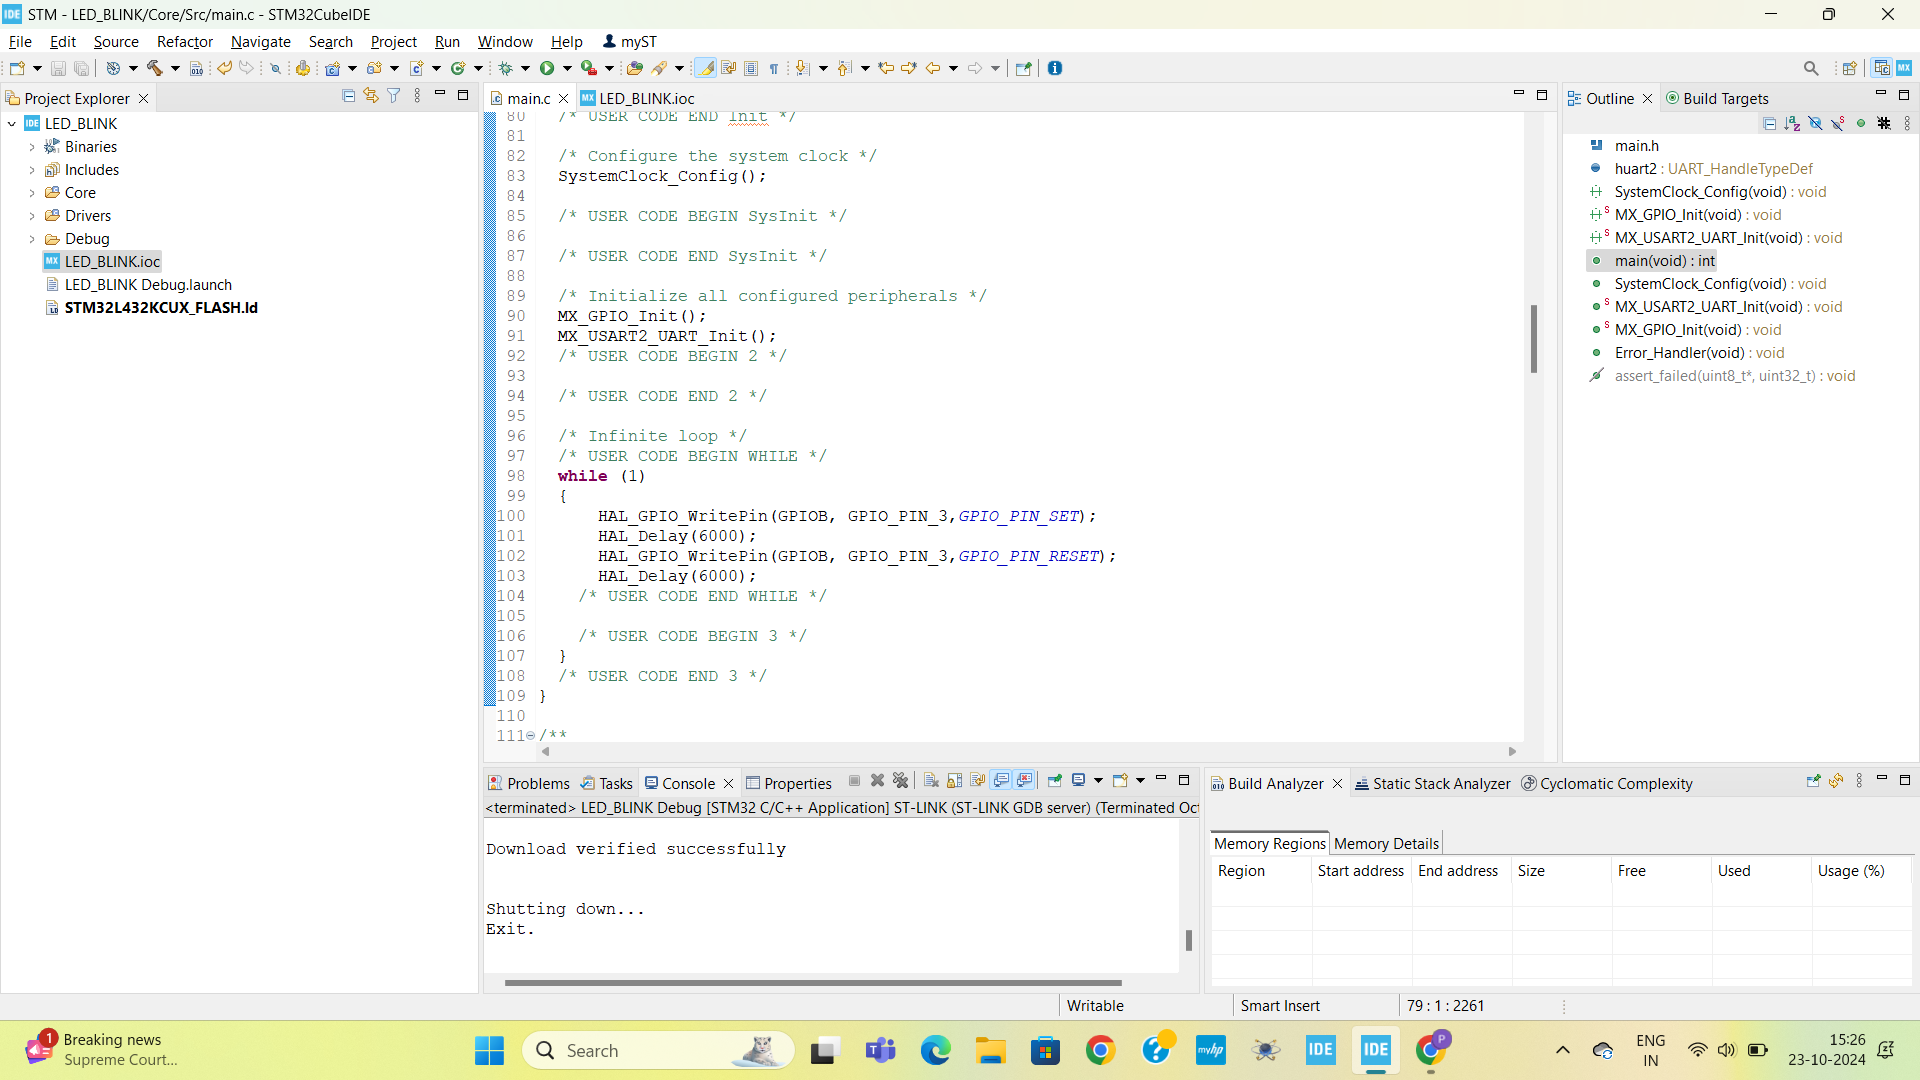 IDE STM - LED_BLINK/Core/Src/main.c - STM32CubeIDE
File Edit Source Refactor Navigate Search Project Run Window Help myST
Project Explorer
IDE LED_BLINK
Binaries
Includes
Core
Drivers
Debug
MX LED_BLINK.ioc
LED_BLINK Debug.launch
STM32L432KCUX_FLASH.ld
main.c MX LED_BLINK.ioc
80 /* USER CODE END Init */
81
82 /* Configure the system clock */
83 SystemClock_Config();
84
85 /* USER CODE BEGIN SysInit */
86
87 /* USER CODE END SysInit */
88
89 /* Initialize all configured peripherals */
90 MX_GPIO_Init();
91 MX_USART2_UART_Init();
92 /* USER CODE BEGIN 2 */
93
94 /* USER CODE END 2 */
95
96 /* Infinite loop */
97 /* USER CODE BEGIN WHILE */
98 while (1)
99 {
100 HAL_GPIO_WritePin(GPIOB, GPIO_PIN_3,GPIO_PIN_SET);
101 HAL_Delay(6000);
102 HAL_GPIO_WritePin(GPIOB, GPIO_PIN_3,GPIO_PIN_RESET);
103 HAL_Delay(6000);
104 /* USER CODE END WHILE */
105
106 /* USER CODE BEGIN 3 */
107 }
108 /* USER CODE END 3 */
109 }
110
111 /**
Outline Build Targets
main.h
huart2 : UART_HandleTypeDef
SystemClock_Config(void) : void
MX_GPIO_Init(void) : void
MX_USART2_UART_Init(void) : void
main(void) : int
SystemClock_Config(void) : void
MX_USART2_UART_Init(void) : void
MX_GPIO_Init(void) : void
Error_Handler(void) : void
assert_failed(uint8_t*, uint32_t) : void
Problems Tasks Console Properties
<terminated> LED_BLINK Debug [STM32 C/C++ Application] ST-LINK (ST-LINK GDB server) (Terminated Oct
Download verified successfully
Shutting down...
Exit.
Build Analyzer Static Stack Analyzer Cyclomatic Complexity
Memory Regions Memory Details
Region Start address End address Size Free Used Usage (%)
Writable Smart Insert 79 : 1 : 2261
1 Breaking news
Supreme Court...
Search
myhp
IDE
IDE
P
ENG
IN
15:26
23-10-2024